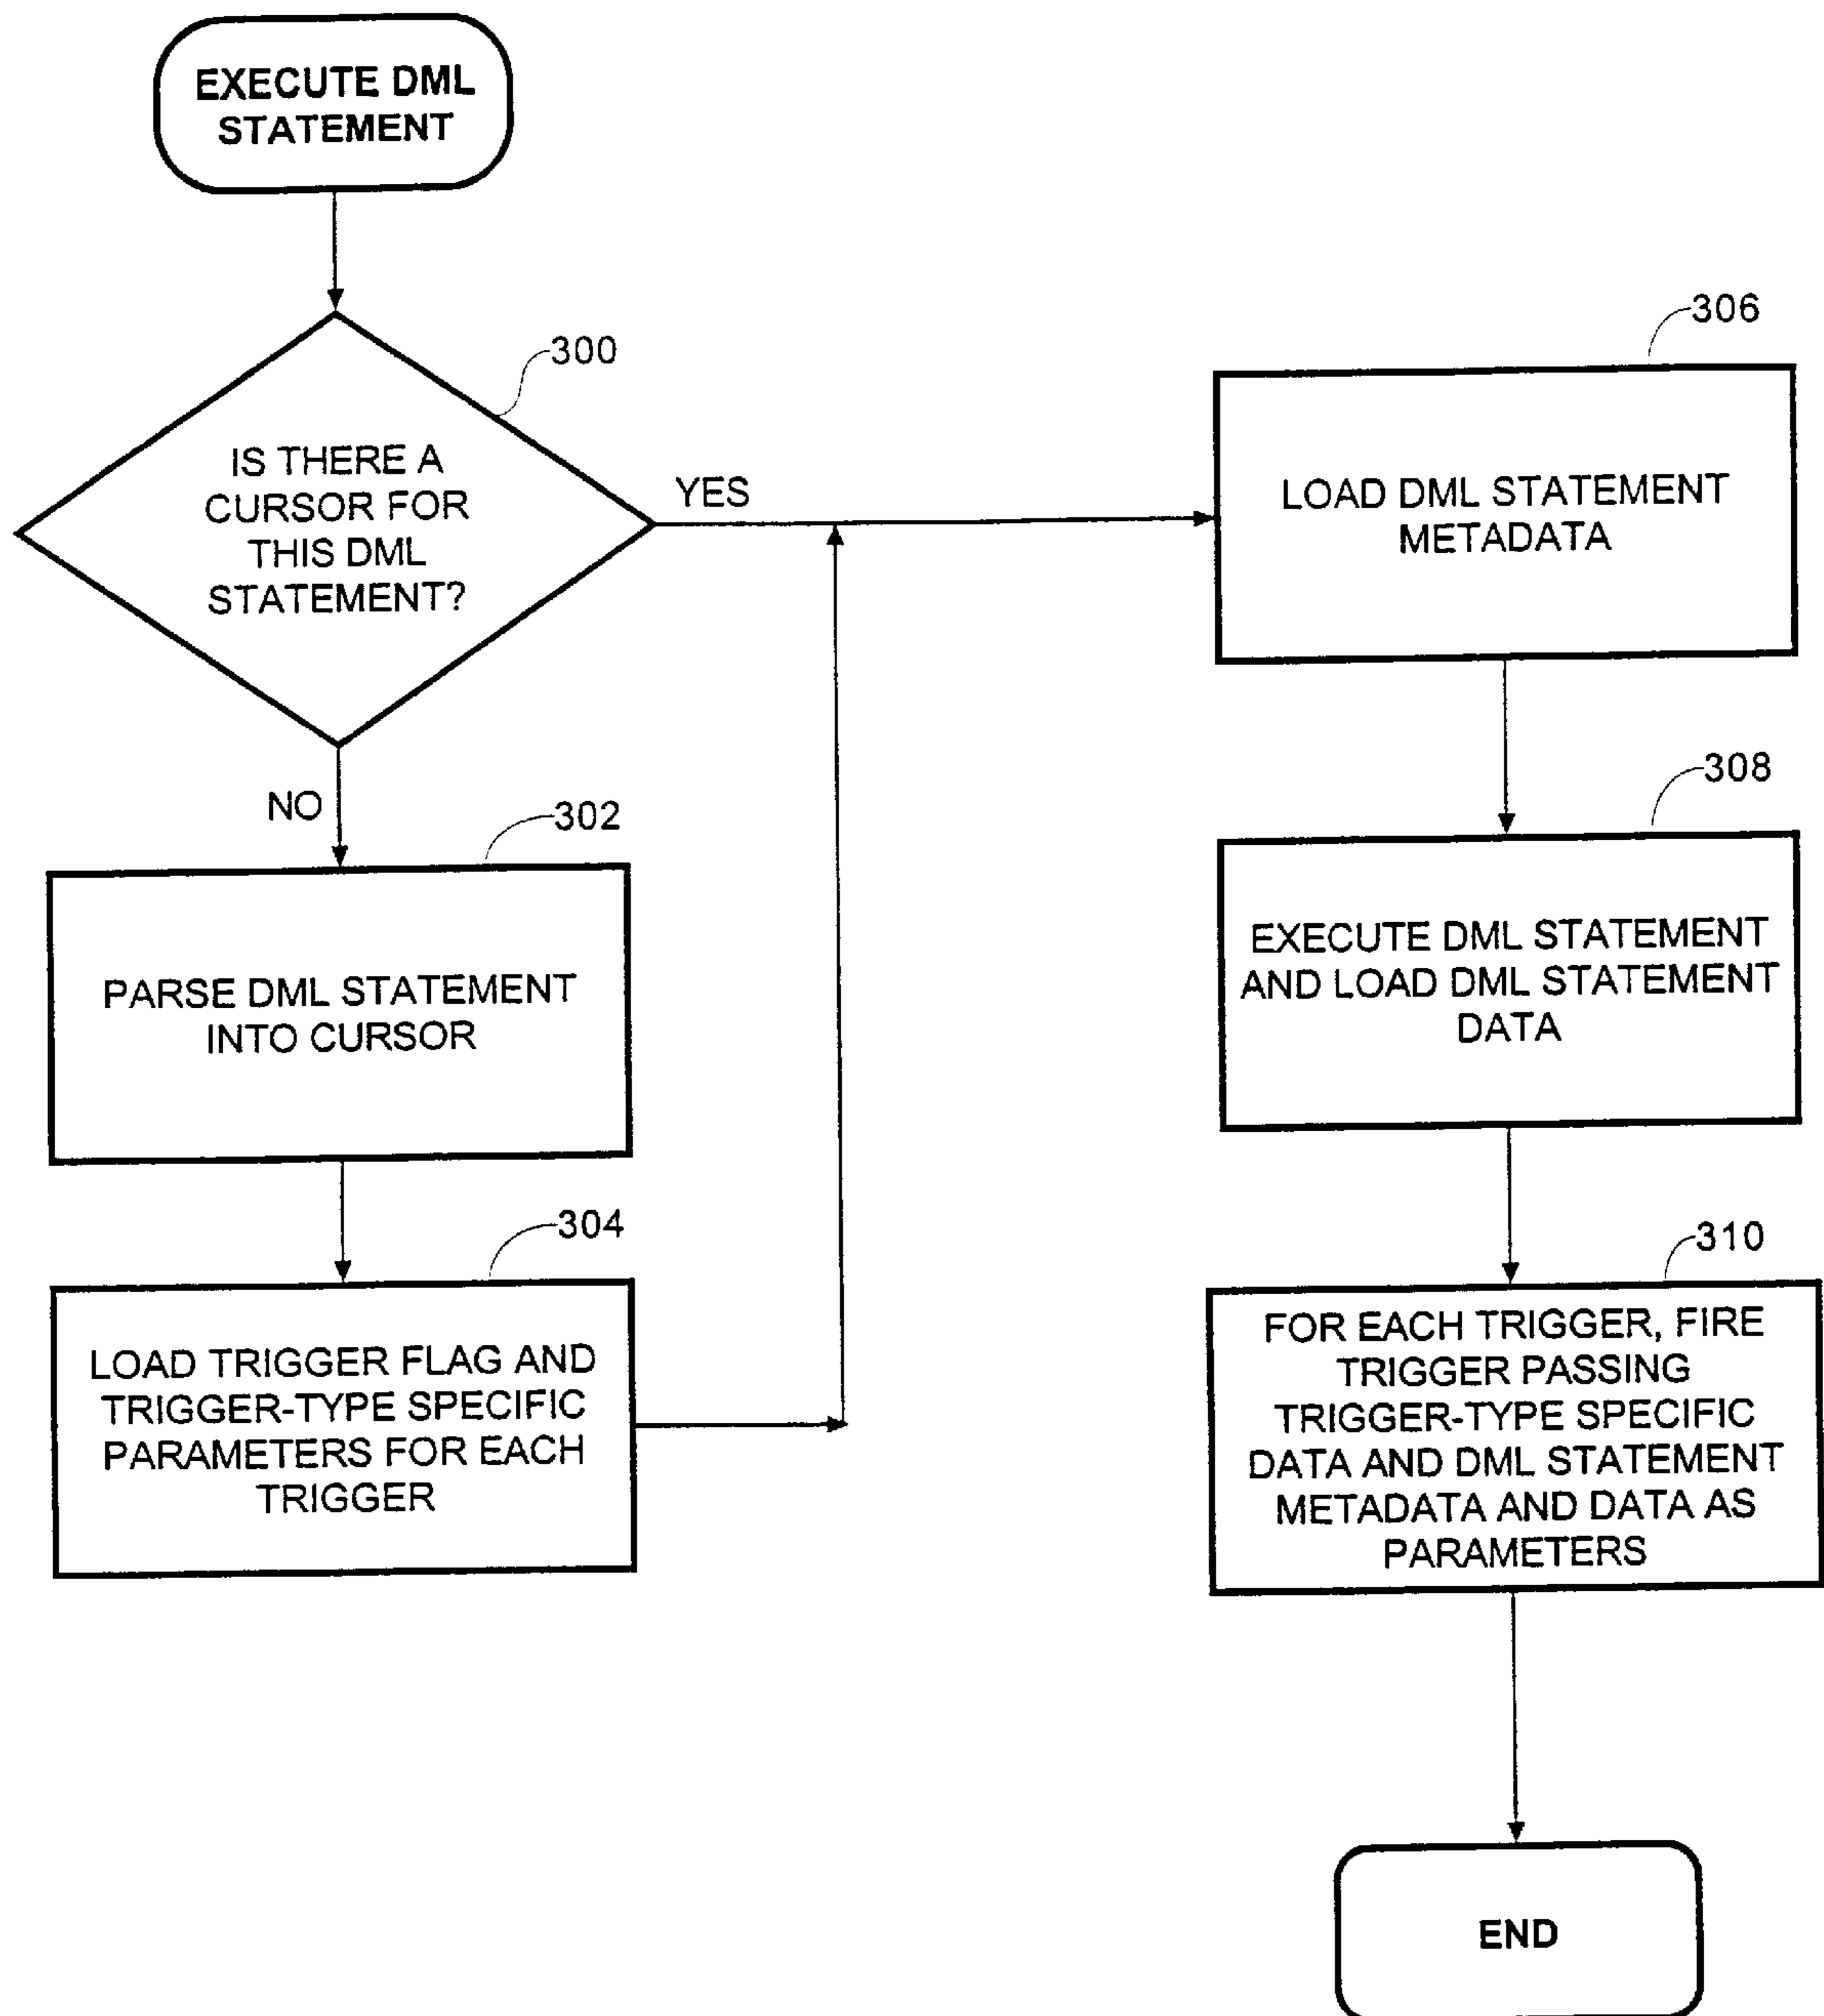 EXECUTE DML
STATEMENT
300
IS THERE A
CURSOR FOR
THIS DML
STATEMENT?
YES
NO
302
PARSE DML STATEMENT
INTO CURSOR
304
LOAD TRIGGER FLAG AND
TRIGGER-TYPE SPECIFIC
PARAMETERS FOR EACH
TRIGGER
306
LOAD DML STATEMENT
METADATA
308
EXECUTE DML STATEMENT
AND LOAD DML STATEMENT
DATA
310
FOR EACH TRIGGER, FIRE
TRIGGER PASSING
TRIGGER-TYPE SPECIFIC
DATA AND DML STATEMENT
METADATA AND DATA AS
PARAMETERS
END